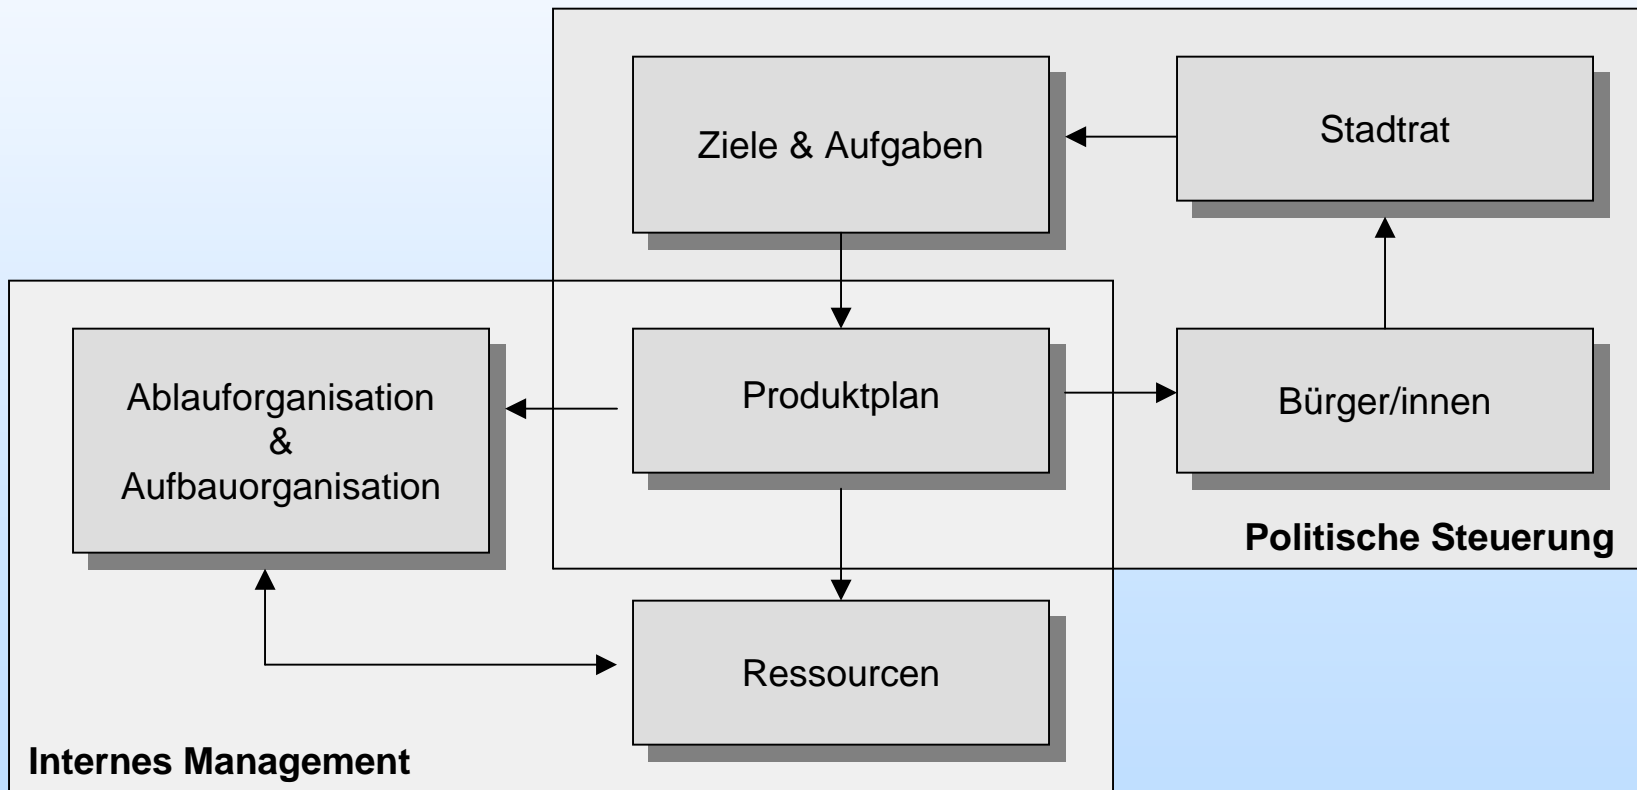 Ziele & Aufgaben
Stadtrat
Ablauforganisation
&
Aufbauorganisation
Produktplan
Bürger/innen
Politische Steuerung
Ressourcen
Internes Management